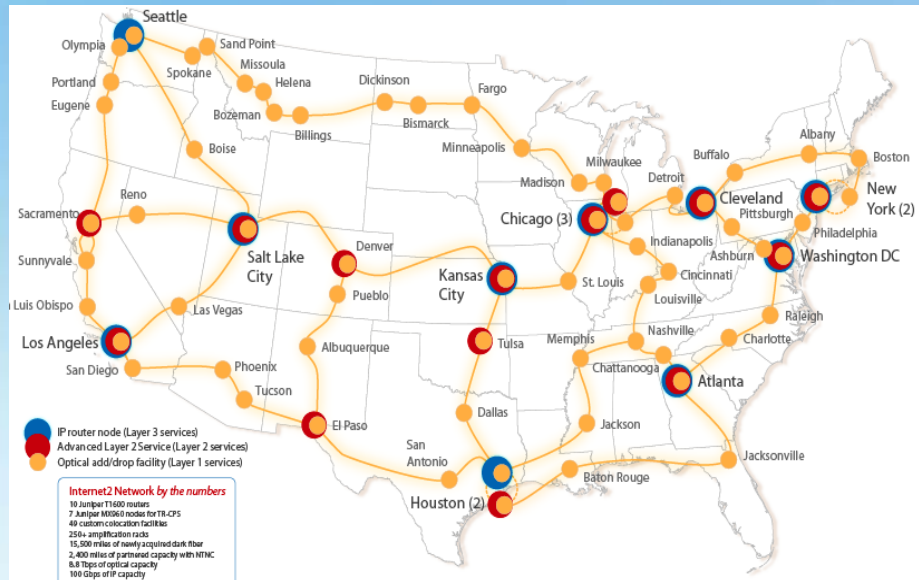 Seattle
Olympia
Sand Point
Spokane
Missoula
Portland
Helena
Dickinson
Fargo
Eugene
Bozeman
Billings
Bismarck
Minneapolis
Albany
Boise
Milwaukee
Buffalo
Boston
Madison
Detroit
Reno
Cleveland
New
York (2)
Sacramento
Chicago (3)
Pittsburgh
Philadelphia
Salt Lake
City
Denver
Indianapolis
Ashburn
Washington DC
Sunnyvale
Kansas
City
Cincinnati
Pueblo
St. Louis
Louisville
Luis Obispo
Las Vegas
Raleigh
Los Angeles
Albuquerque
Tulsa
Memphis
Nashville
Charlotte
San Diego
Phoenix
Chattanooga
Atlanta
Tucson
Dallas
El Paso
Jackson
San
Antonio
Jacksonville
Houston (2)
Baton Rouge
IP router node (Layer 3 services)
Advanced Layer 2 Service (Layer 2 services)
Optical add/drop facility (Layer 1 services)
Internet2 Network by the numbers
10 Juniper T1600 routers
7 Juniper MX960 nodes for TR-CPS
49 custom colocation facilities
250+ amplification racks
15,500 miles of newly acquired dark fiber
2,400 miles of partnered capacity with NTNC
8.8 Tbps of optical capacity
100 Gbps of IP capacity